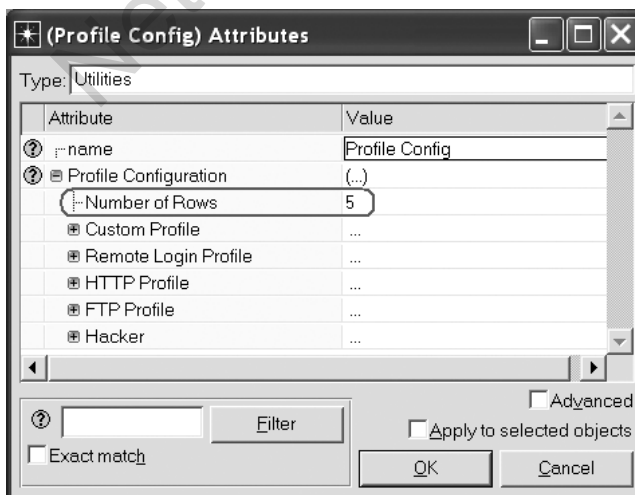 (Profile Config) Attributes
Type: Utilities
Attribute Value
name Profile Config
Profile Configuration (...)
Number of Rows 5
Custom Profile ...
Remote Login Profile ...
HTTP Profile ...
FTP Profile ...
Hacker ...
Advanced
Filter
Apply to selected objects
Exact match
OK Cancel